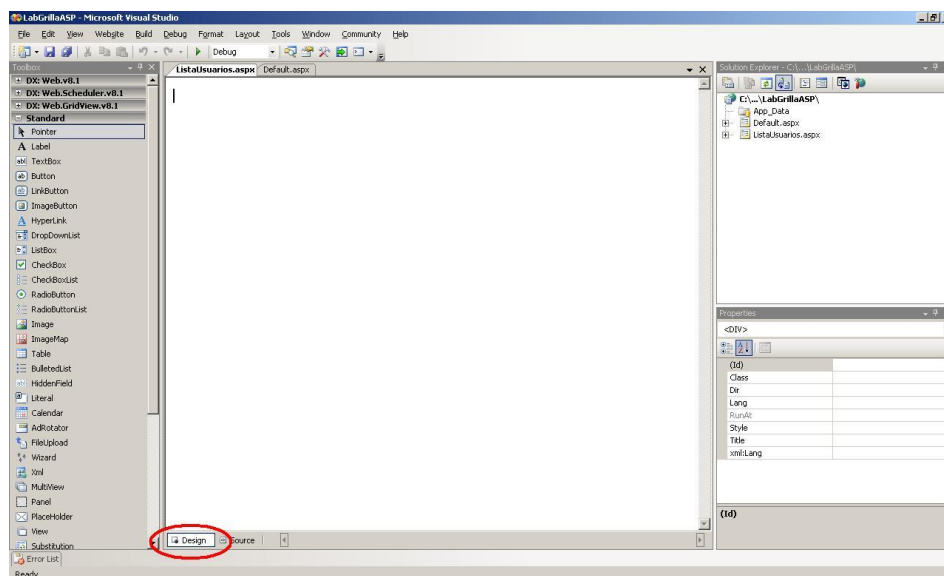 LabGrillaASP - Microsoft Visual Studio
File Edit View Website Build Debug Format Layout Tools Window Community Help
Debug
Toolbox
DX: Web.v8.1
DX: Web.Scheduler.v8.1
DX: Web.GridView.v8.1
Standard
Pointer
A Label
abl TextBox
ab Button
LinkButton
ImageButton
A HyperLink
DropDownList
ListBox
CheckBox
CheckBoxList
RadioButton
RadioButtonList
Image
ImageMap
Table
BulletedList
HiddenField
Literal
Calendar
AdRotator
FileUpload
Wizard
Xml
MultiView
Panel
PlaceHolder
View
Substitution
ListaUsuarios.aspx Default.aspx
Design Source
Solution Explorer - C:\...\LabGrillaASP\
C:\...\LabGrillaASP\
App_Data
Default.aspx
ListaUsuarios.aspx
Properties
<DIV>
(Id)
Class
Dir
Lang
RunAt
Style
Title
xml:Lang
(Id)
Error List
Ready